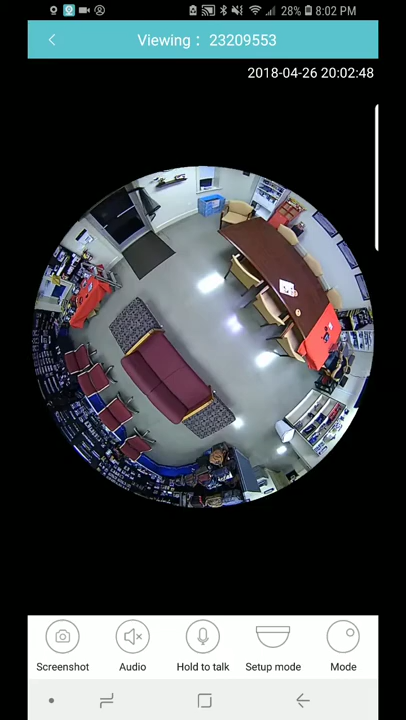 28% 8:02 PM
Viewing : 23209553
2018-04-26 20:02:48
Screenshot Audio Hold to talk Setup mode Mode